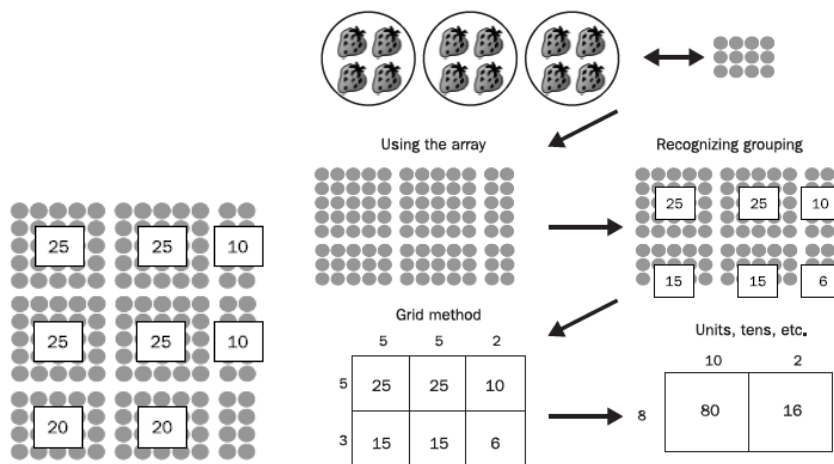 25 25 10
25 25 10
20 20
Using the array
Recognizing grouping
25 25 10
15 15 6
Grid method
5 5 2
5 25 25 10
3 15 15 6
Units, tens, etc.
10 2
8 80 16